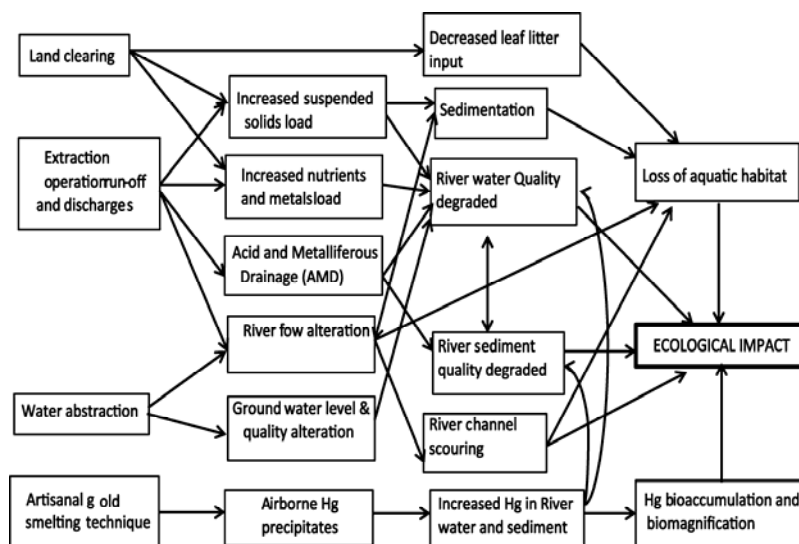 Land clearing
Decreased leaf litter
input
Increased suspended
solids load
Sedimentation
Extraction
operationrun-off
and discharges
Increased nutrients
and metalsload
River water Quality
degraded
Loss of aquatic habitat
Acid and Metalliferous
Drainage (AMD)
River fow alteration
River sediment
quality degraded
ECOLOGICAL IMPACT
Water abstraction
Ground water level &
quality alteration
River channel
scouring
Artisanal g old
smelting technique
Airborne Hg
precipitates
Increased Hg in River
water and sediment
Hg bioaccumulation and
biomagnification